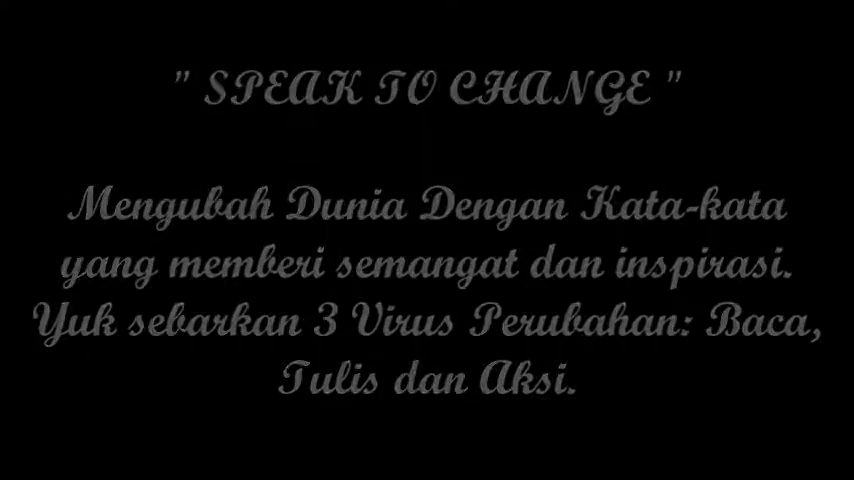 " SPEAK TO CHANGE "
Mengubah Dunia Dengan Kata-kata
yang memberi semangat dan inspirasi.
Yuk sebarkan 3 Virus Perubahan: Baca,
Tulis dan Aksi.